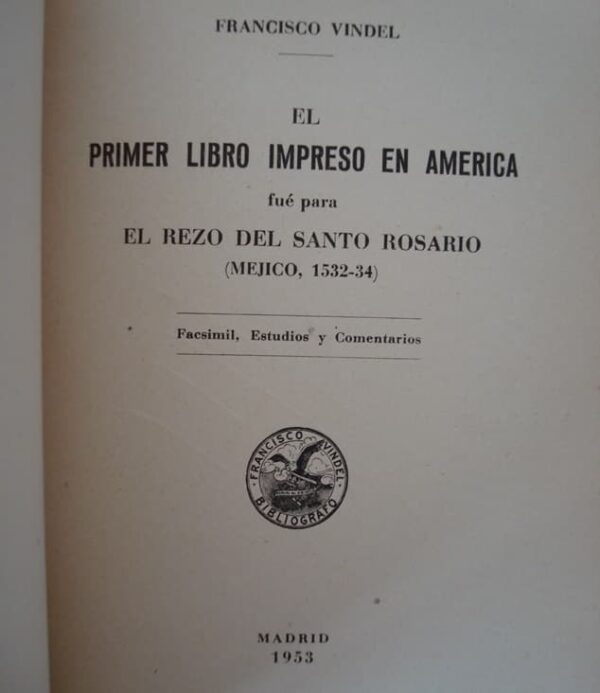 FRANCISCO VINDEL
EL
PRIMER LIBRO IMPRESO EN AMERICA
fué para
EL REZO DEL SANTO ROSARIO
(MEJICO, 1532-34)
Facsimil, Estudios y Comentarios
· FRANCISCO VINDEL ·
BIBLIOGRAFO
MADRID
1953